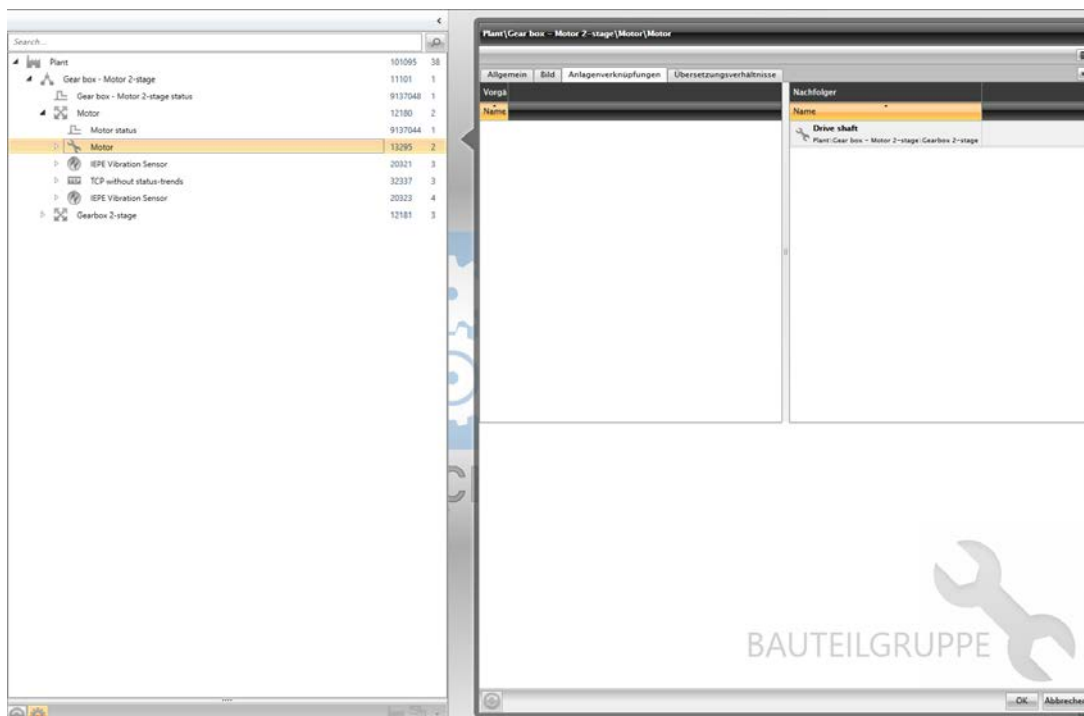 Search...
Plant 101095 38
Gear box - Motor 2-stage 11101 1
Gear box - Motor 2-stage status 9137048 1
Motor 12180 2
Motor status 9137044 1
Motor 13295 2
IEPE Vibration Sensor 20321 3
TCP without status-trends 32337 3
IEPE Vibration Sensor 20323 4
Gearbox 2-stage 12181 3
Plant\Gear box - Motor 2-stage\Motor\Motor
Allgemein Bild Anlagenverknüpfungen Übersetzungsverhältnisse
Vorgä
Name
Nachfolger
Name
Drive shaft
Plant:Gear box - Motor 2-stage:Gearbox 2-stage
BAUTEILGRUPPE
OK Abbreche